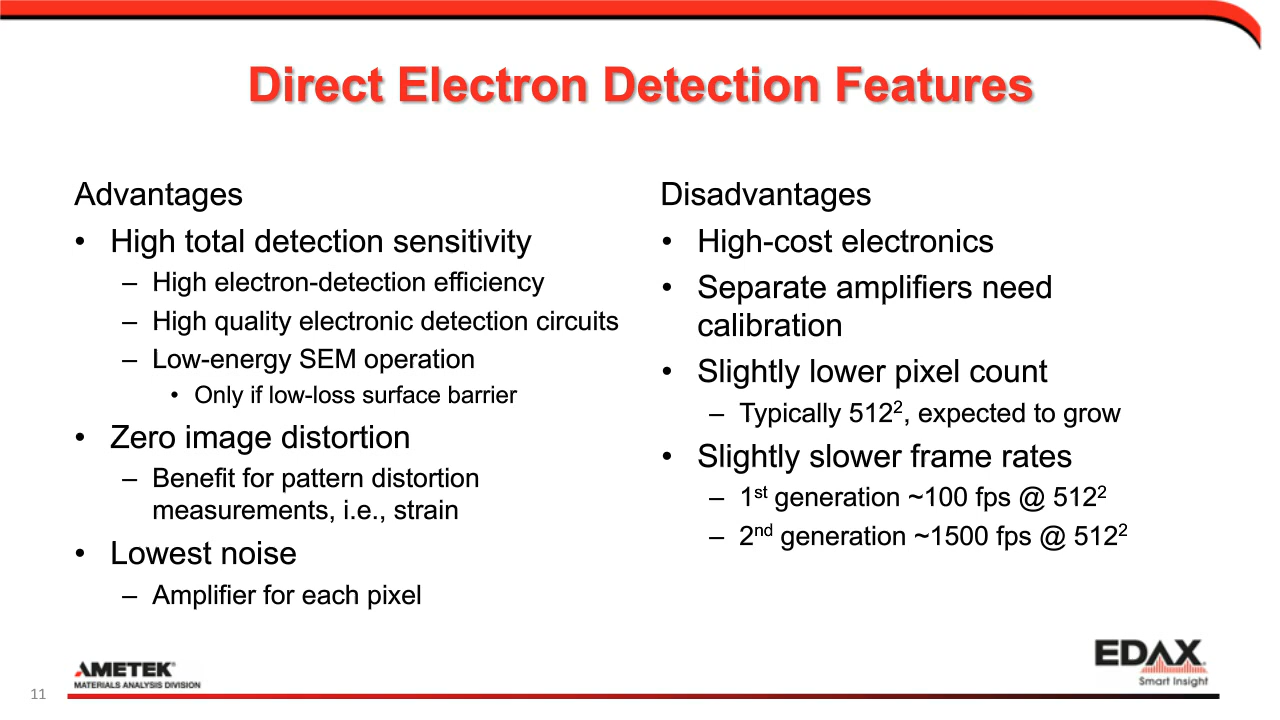 Direct Electron Detection Features
Advantages
• High total detection sensitivity
– High electron-detection efficiency
– High quality electronic detection circuits
– Low-energy SEM operation
• Only if low-loss surface barrier
• Zero image distortion
– Benefit for pattern distortion
measurements, i.e., strain
• Lowest noise
– Amplifier for each pixel
Disadvantages
• High-cost electronics
• Separate amplifiers need
calibration
• Slightly lower pixel count
– Typically 512², expected to grow
• Slightly slower frame rates
– 1st generation ~100 fps @ 512²
– 2nd generation ~1500 fps @ 512²
11
AMETEK®
MATERIALS ANALYSIS DIVISION
EDAX
Smart Insight